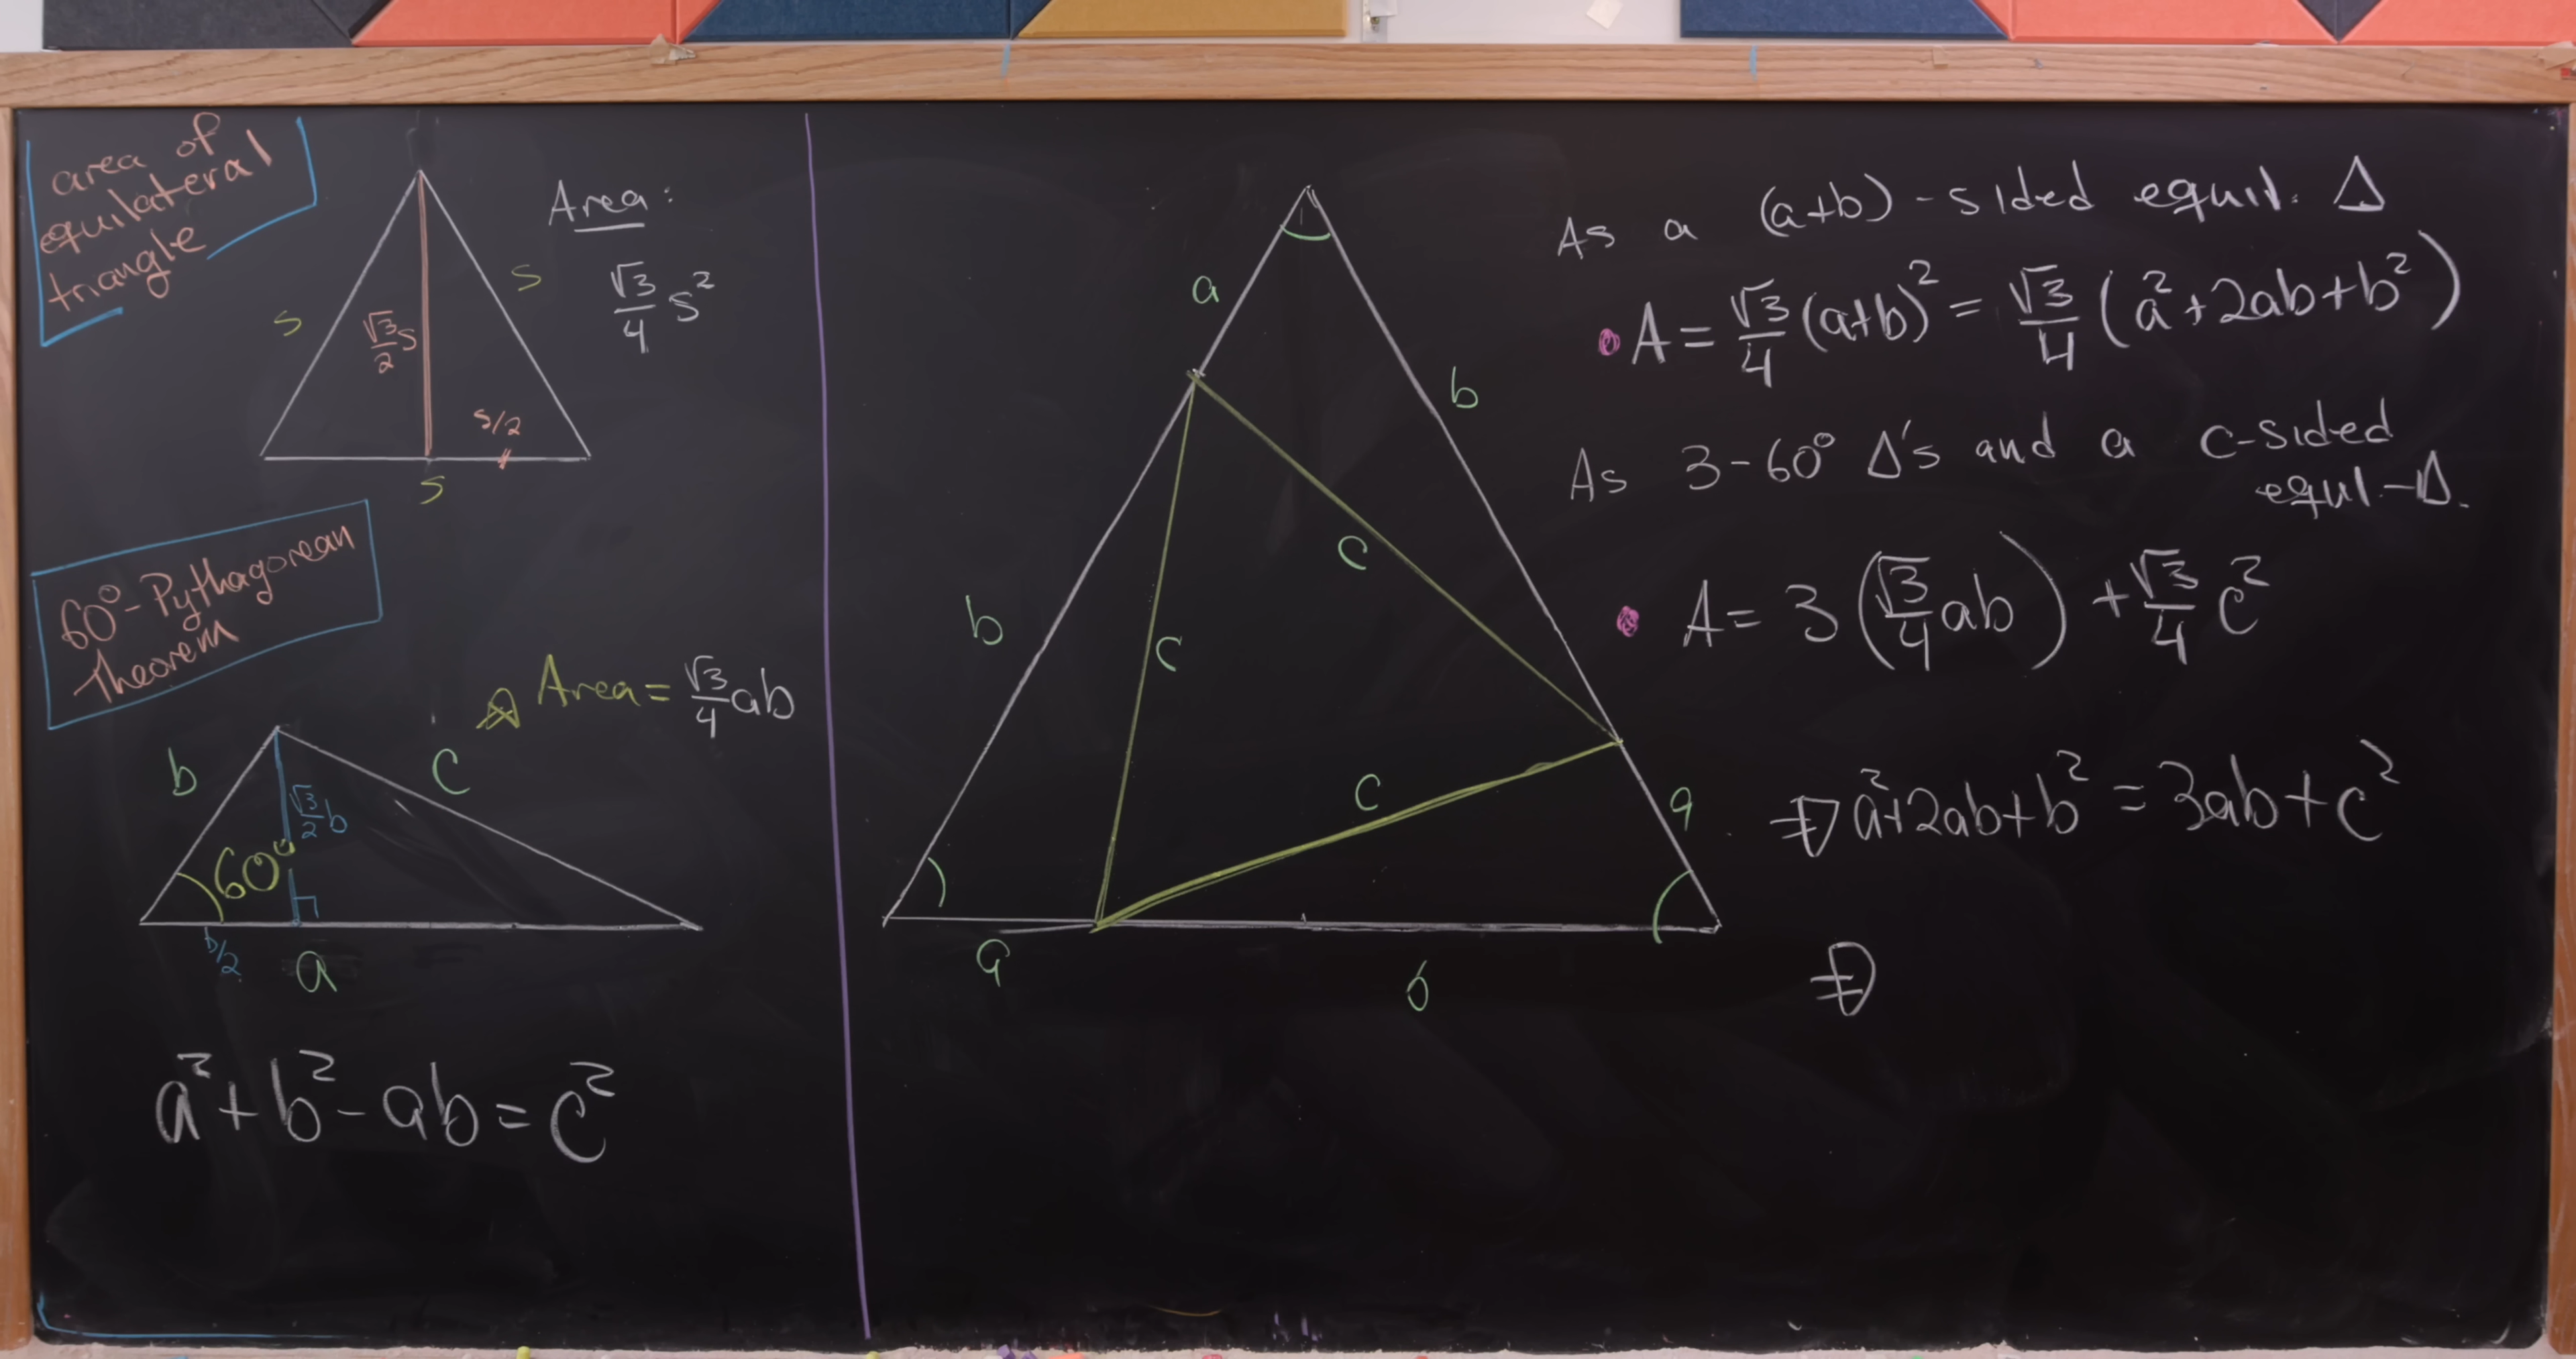 area of
equilateral
triangle
Area:
√3/4 s²
s
s
√3/2 s
s/2
s
60°-Pythagorean
Theorem
Area = √3/4 ab
b
c
√3/2 b
60°
b/2
a
a²+b²-ab=c²
a
b
b
c
c
c
a
a
b
As a (a+b)-sided equil. Δ
A = √3/4 (a+b)² = √3/4 (a²+2ab+b²)
As 3-60° Δ's and a c-sided
equil-Δ.
A = 3(√3/4 ab) + √3/4 c²
⇒ a²+2ab+b² = 3ab+c²
⇒